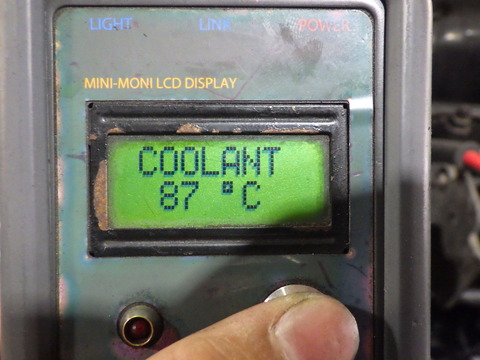 LIGHT LINK POWER
MINI-MONI LCD DISPLAY
COOLANT
87 °C